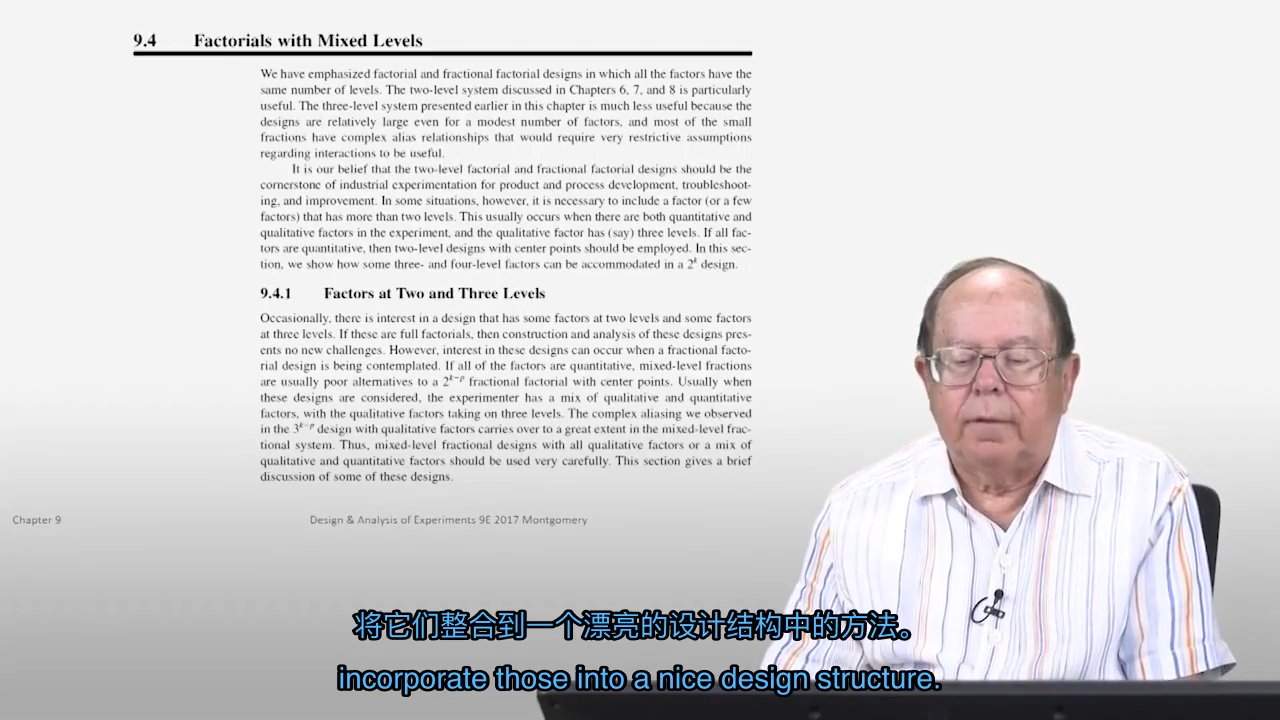 9.4 Factorials with Mixed Levels
We have emphasized factorial and fractional factorial designs in which all the factors have the
same number of levels. The two-level system discussed in Chapters 6, 7, and 8 is particularly
useful. The three-level system presented earlier in this chapter is much less useful because the
designs are relatively large even for a modest number of factors, and most of the small
fractions have complex alias relationships that would require very restrictive assumptions
regarding interactions to be useful.
It is our belief that the two-level factorial and fractional factorial designs should be the
cornerstone of industrial experimentation for product and process development, troubleshoot-
ing, and improvement. In some situations, however, it is necessary to include a factor (or a few
factors) that has more than two levels. This usually occurs when there are both quantitative and
qualitative factors in the experiment, and the qualitative factor has (say) three levels. If all fac-
tors are quantitative, then two-level designs with center points should be employed. In this sec-
tion, we show how some three- and four-level factors can be accommodated in a 2^k design.
9.4.1 Factors at Two and Three Levels
Occasionally, there is interest in a design that has some factors at two levels and some factors
at three levels. If these are full factorials, then construction and analysis of these designs pres-
ents no new challenges. However, interest in these designs can occur when a fractional facto-
rial design is being contemplated. If all of the factors are quantitative, mixed-level fractions
are usually poor alternatives to a 2^k−p fractional factorial with center points. Usually when
these designs are considered, the experimenter has a mix of qualitative and quantitative
factors, with the qualitative factors taking on three levels. The complex aliasing we observed
in the 3^k−p design with qualitative factors carries over to a great extent in the mixed-level frac-
tional system. Thus, mixed-level fractional designs with all qualitative factors or a mix of
qualitative and quantitative factors should be used very carefully. This section gives a brief
discussion of some of these designs.
Chapter 9
Design & Analysis of Experiments 9E 2017 Montgomery
将它们整合到一个漂亮的设计结构中的方法。
incorporate those into a nice design structure.